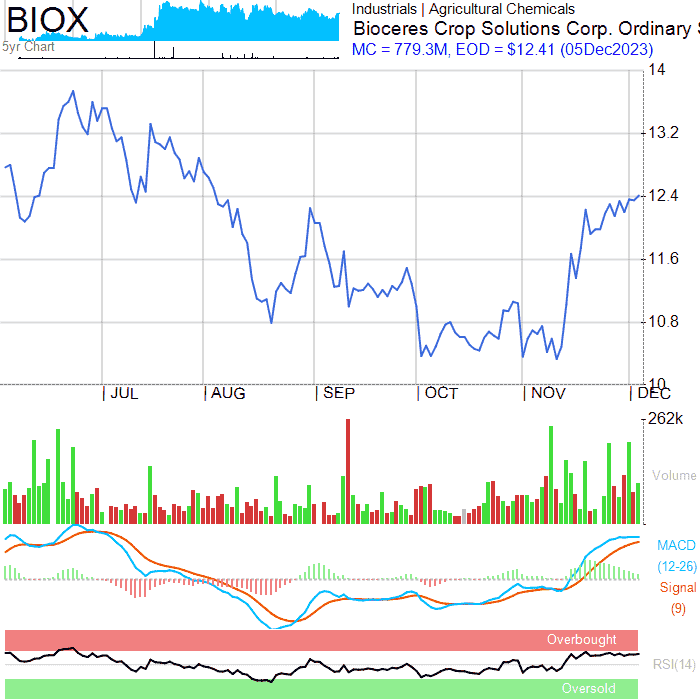 BIOX
5yr Chart
Industrials | Agricultural Chemicals
Bioceres Crop Solutions Corp. Ordinary S
MC = 779.3M, EOD = $12.41 (05Dec2023)
14
13.2
12.4
11.6
10.8
10
JUL AUG SEP OCT NOV DEC
262k
Volume
MACD
(12-26)
Signal
(9)
Overbought
RSI(14)
Oversold